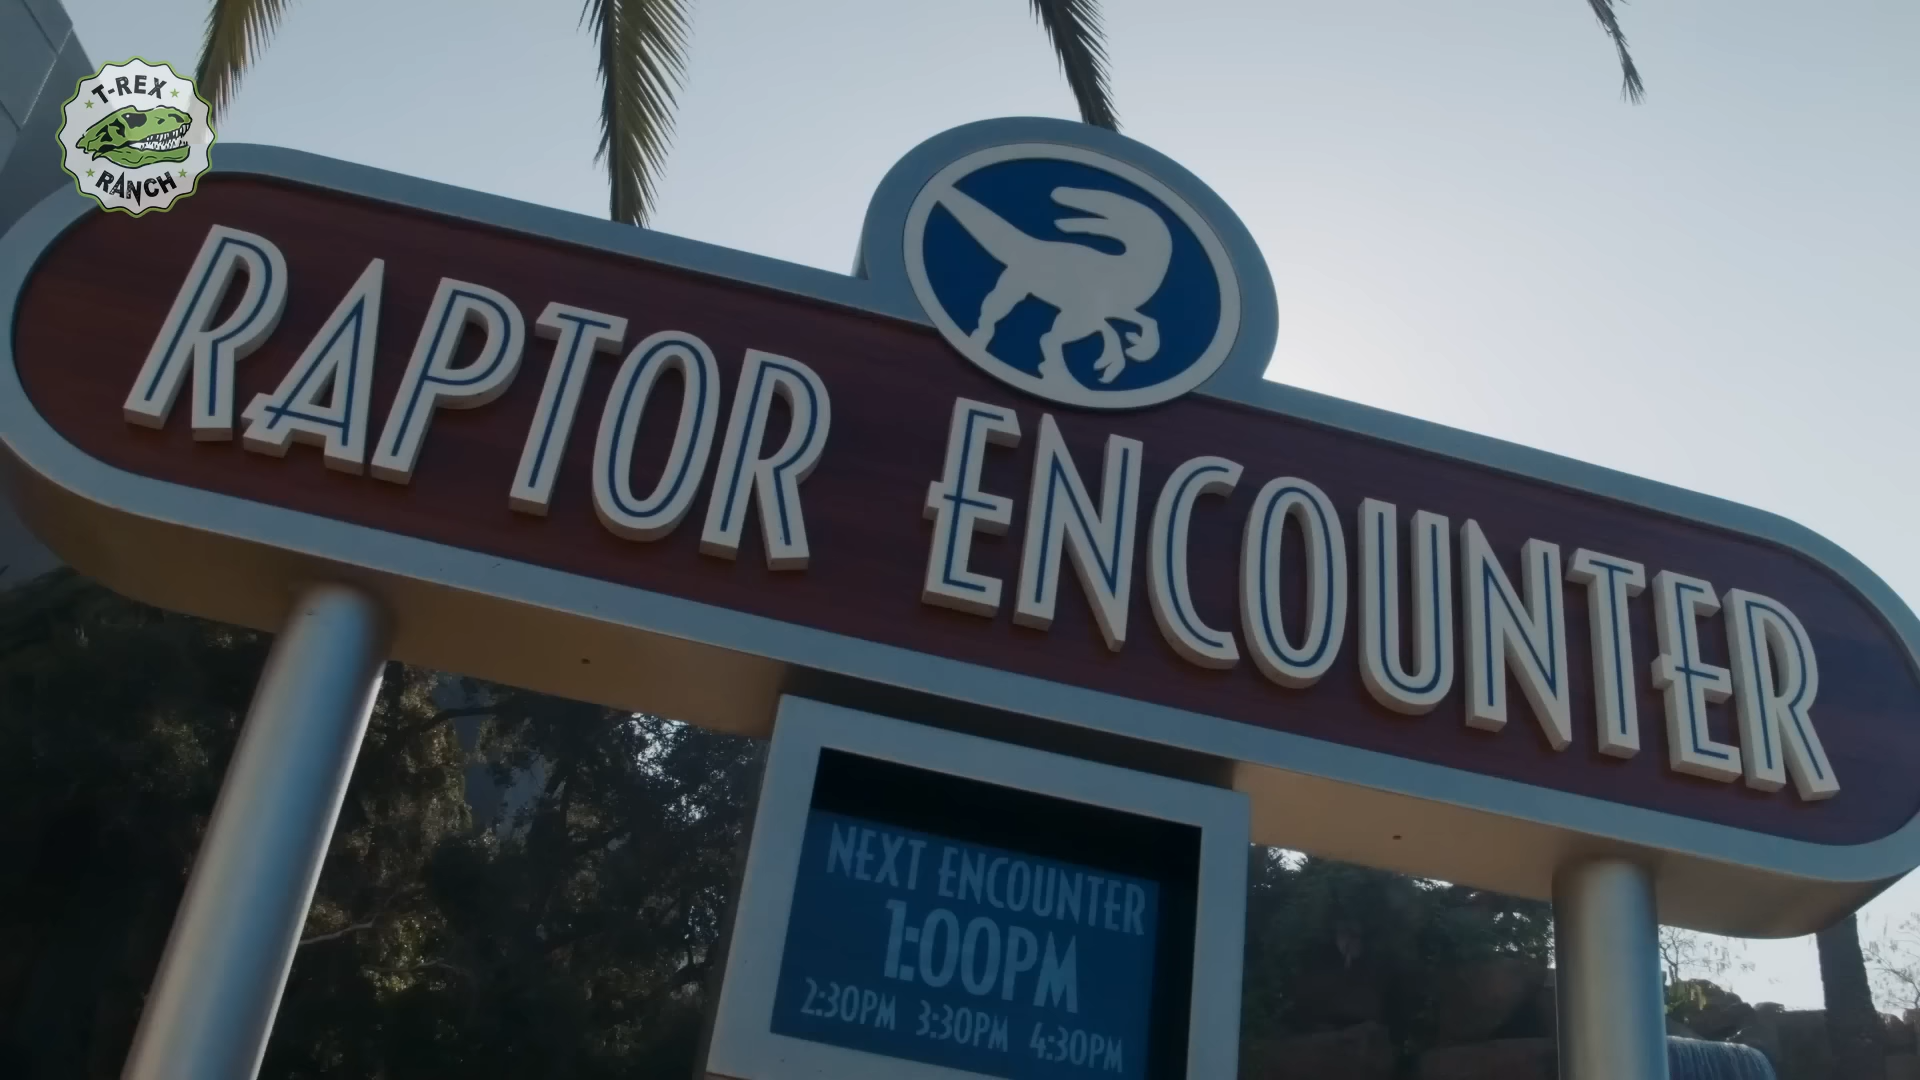 T-REX
RANCH
RAPTOR ENCOUNTER
NEXT ENCOUNTER
1:00PM
2:30PM 3:30PM 4:30PM